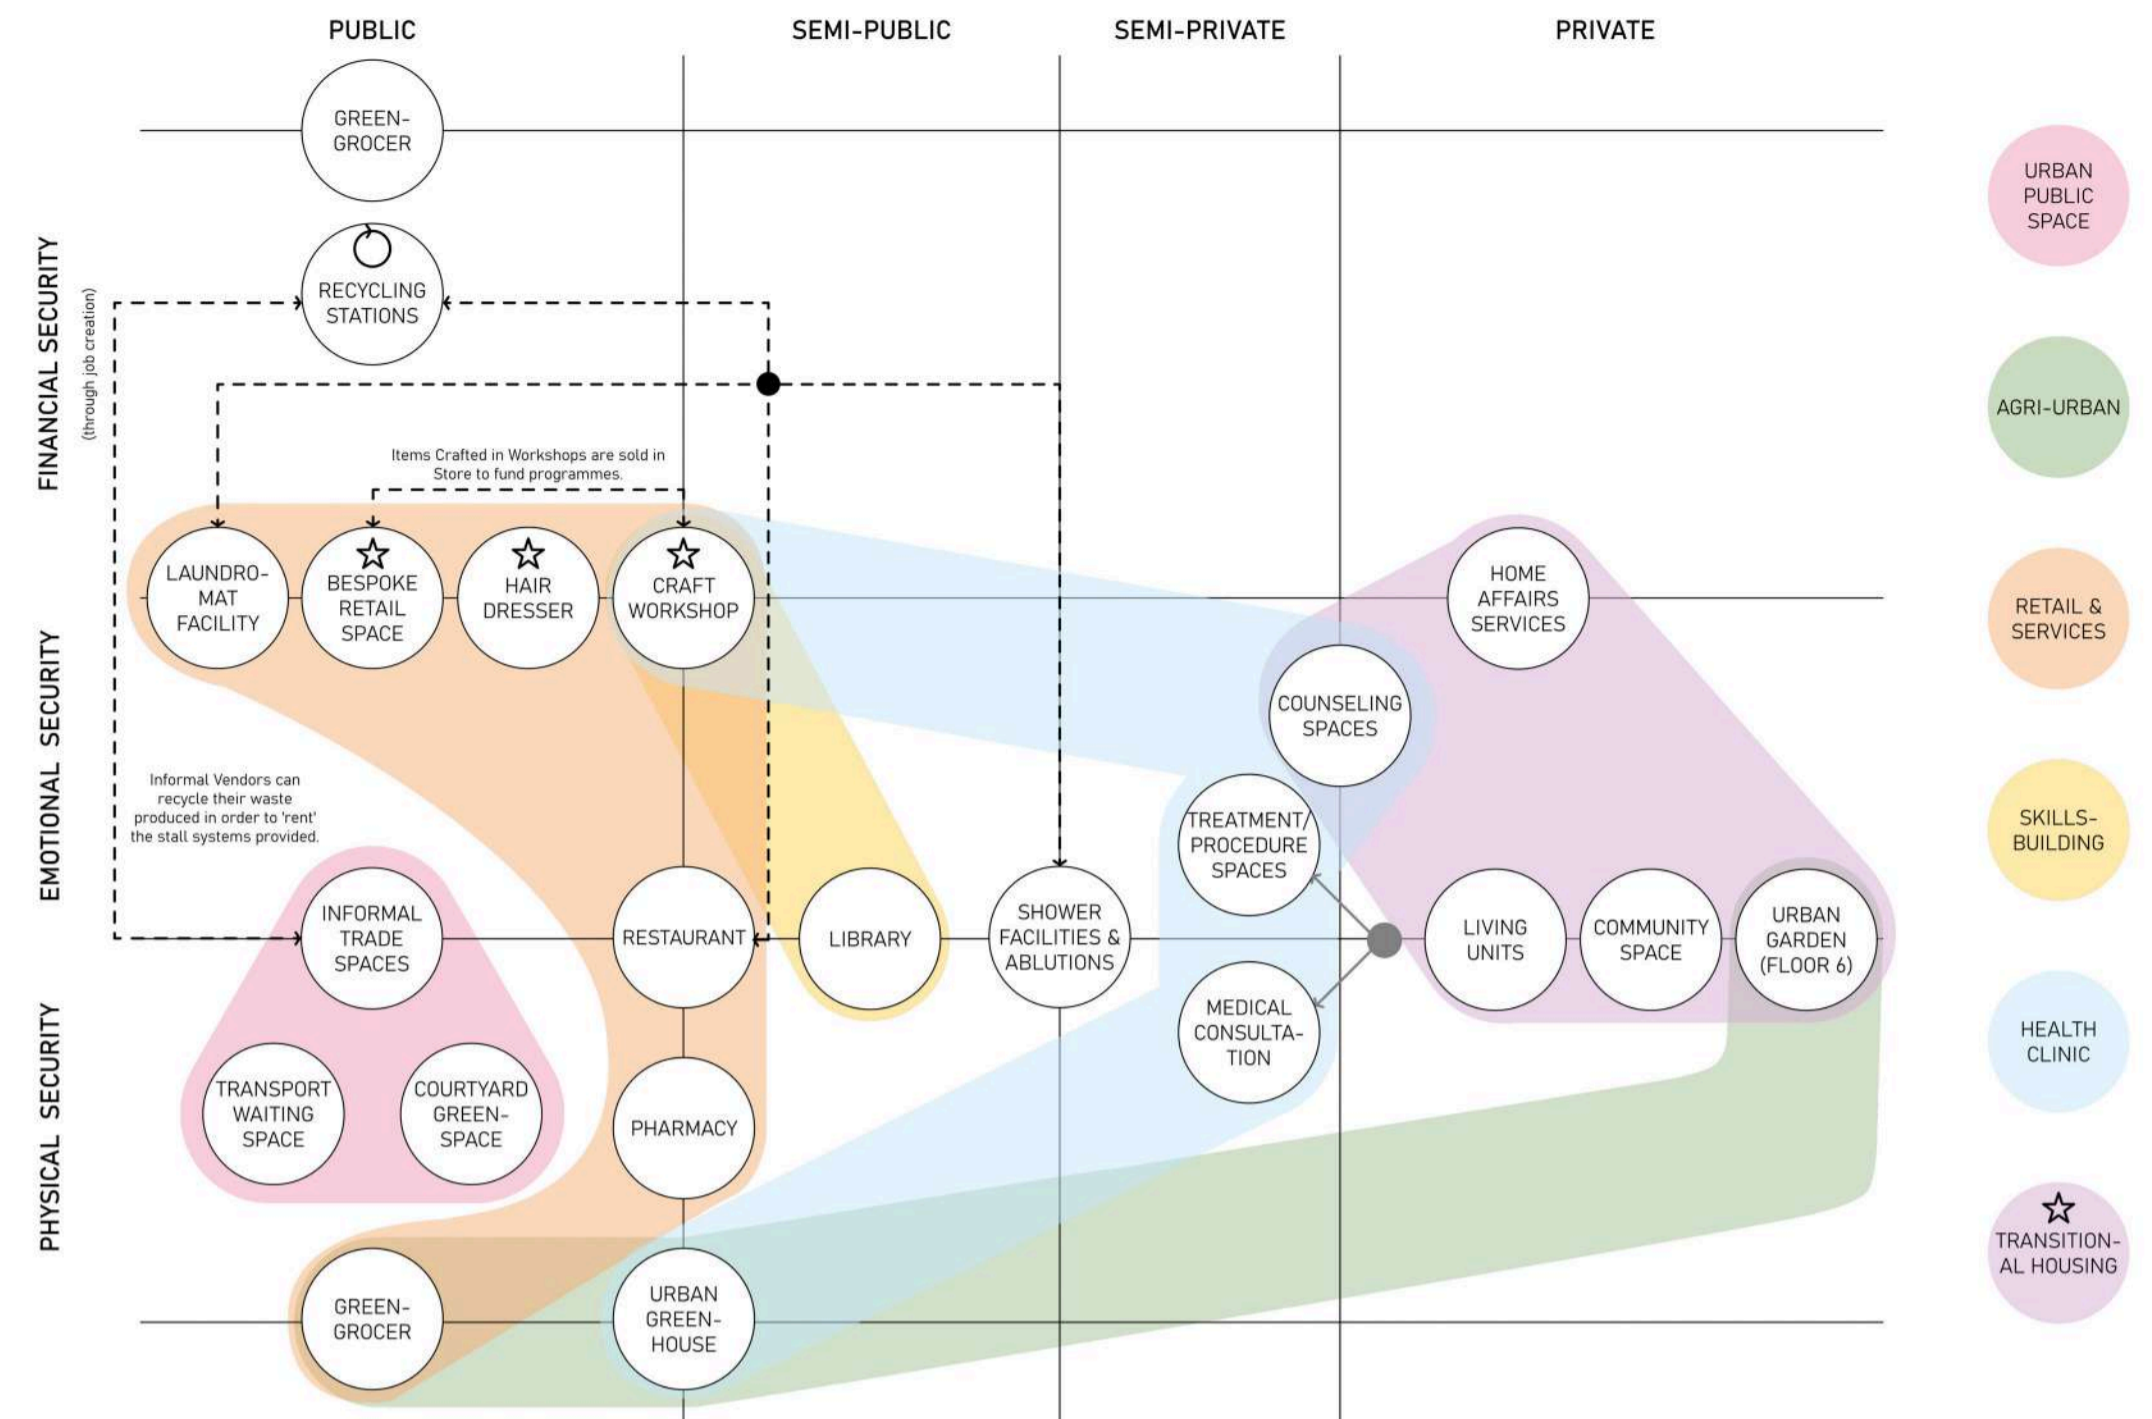 PUBLIC
SEMI-PUBLIC
SEMI-PRIVATE
PRIVATE
FINANCIAL SECURITY
(through job creation)
EMOTIONAL SECURITY
PHYSICAL SECURITY
GREEN-
GROCER
RECYCLING
STATIONS
Items Crafted in Workshops are sold in
Store to fund programmes.
LAUNDRO-
MAT
FACILITY
BESPOKE
RETAIL
SPACE
HAIR
DRESSER
CRAFT
WORKSHOP
HOME
AFFAIRS
SERVICES
COUNSELING
SPACES
Informal Vendors can
recycle their waste
produced in order to 'rent'
the stall systems provided.
TREATMENT/
PROCEDURE
SPACES
INFORMAL
TRADE
SPACES
RESTAURANT
LIBRARY
SHOWER
FACILITIES &
ABLUTIONS
LIVING
UNITS
COMMUNITY
SPACE
URBAN
GARDEN
(FLOOR 6)
MEDICAL
CONSULTA-
TION
TRANSPORT
WAITING
SPACE
COURTYARD
GREEN-
SPACE
PHARMACY
GREEN-
GROCER
URBAN
GREEN-
HOUSE
URBAN
PUBLIC
SPACE
AGRI-URBAN
RETAIL &
SERVICES
SKILLS-
BUILDING
HEALTH
CLINIC
TRANSITION-
AL HOUSING